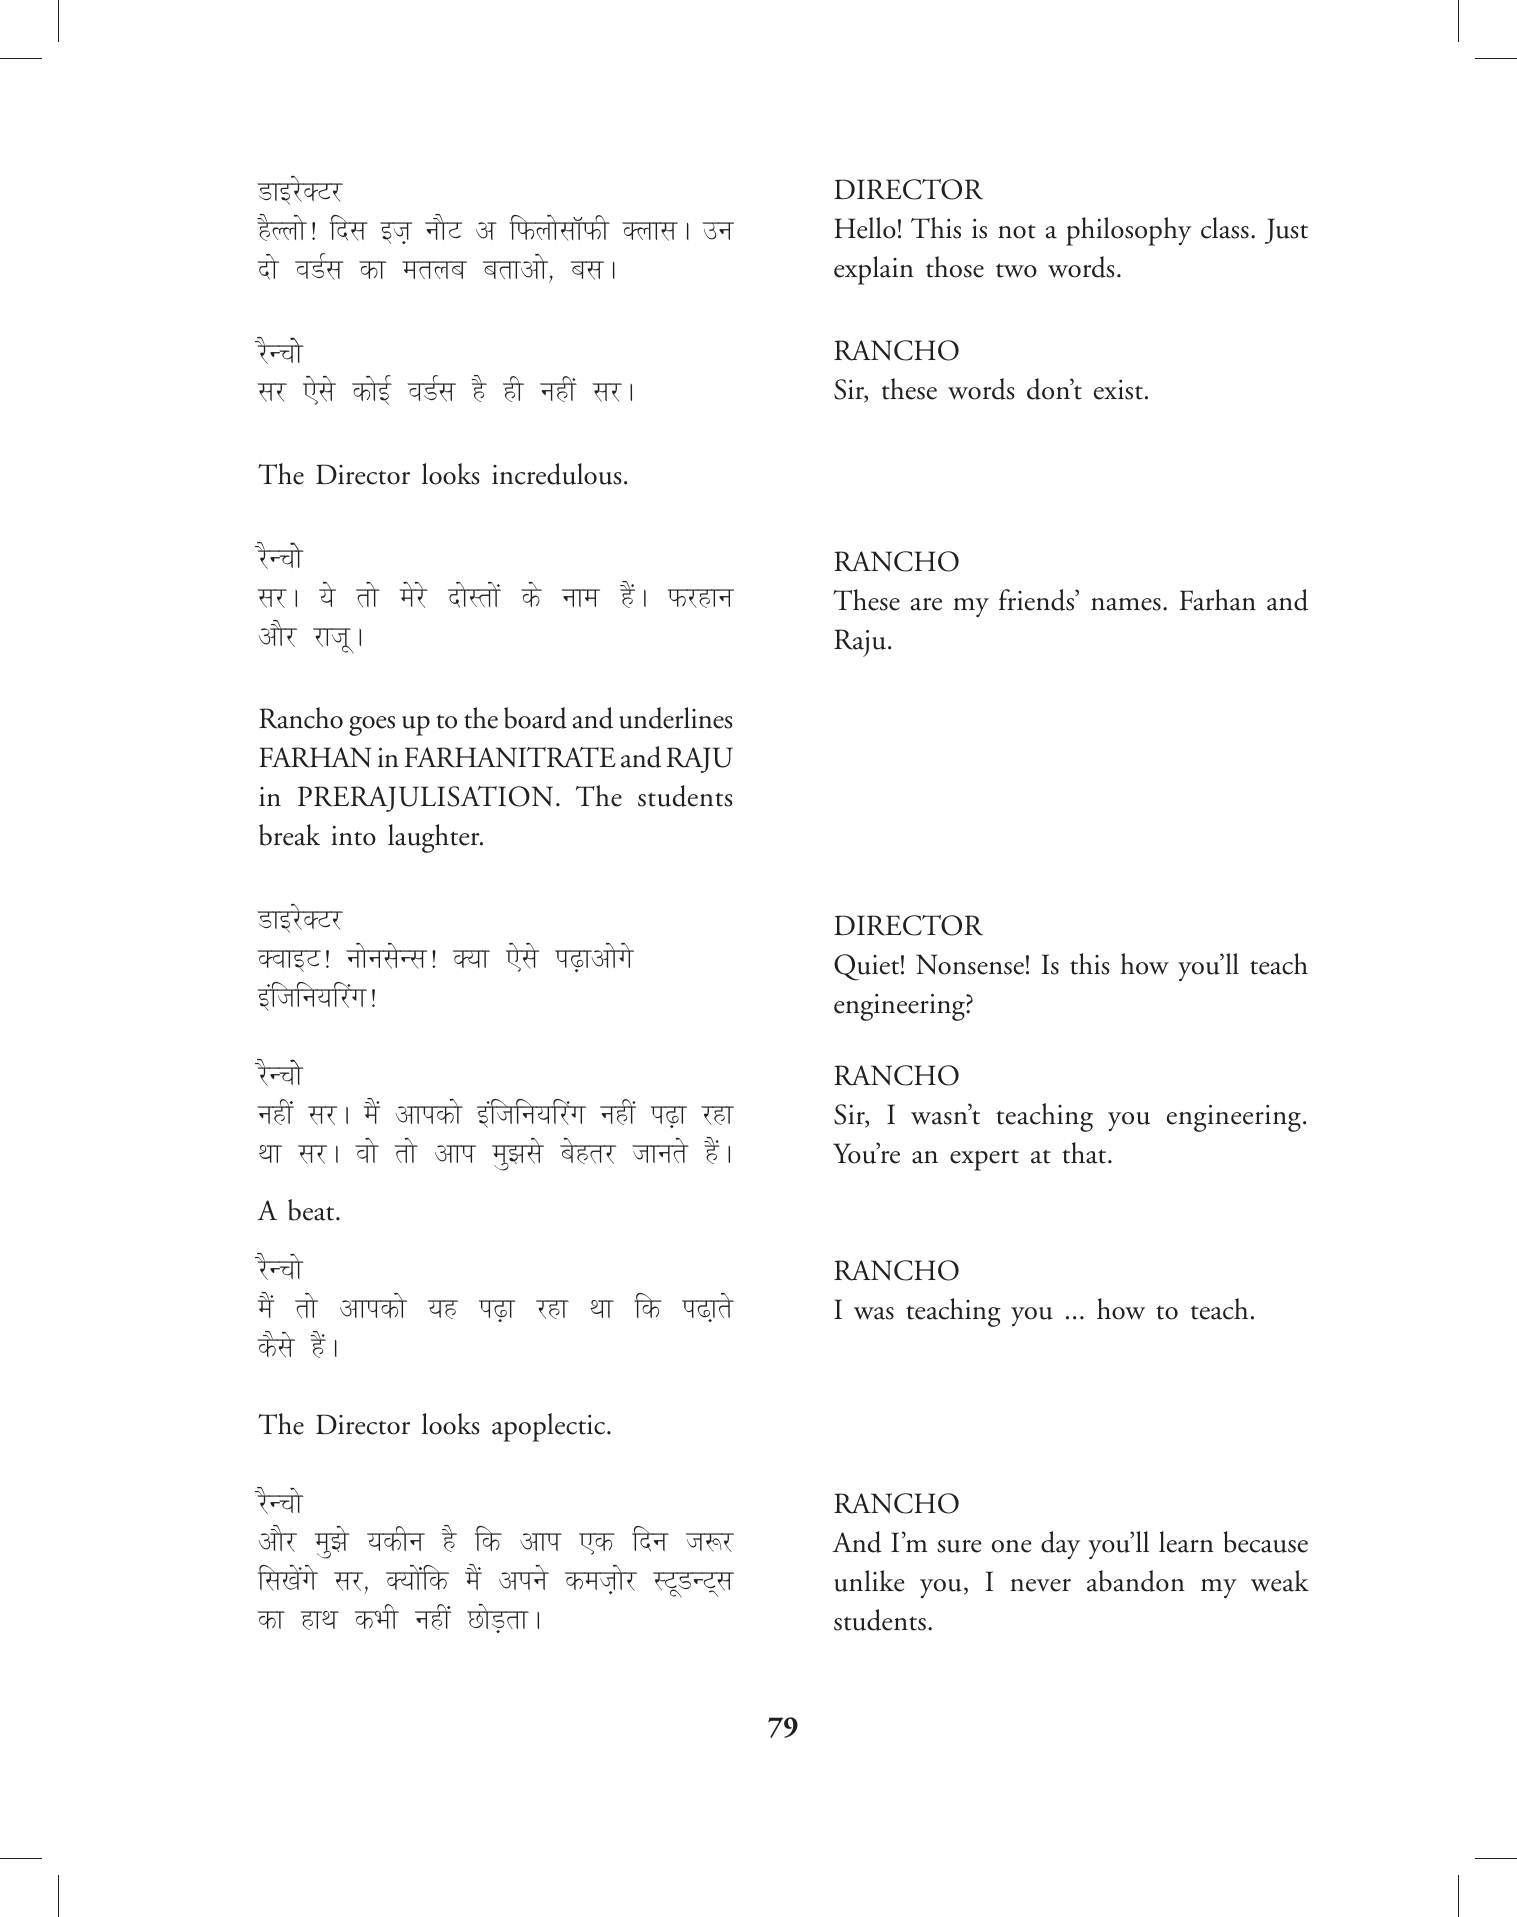 डाइरेक्टर
हैल्लो! दिस इज़ नौट अ फिलोसॉफी क्लास। उन
दो वर्डस का मतलब बताओ, बस।
DIRECTOR
Hello! This is not a philosophy class. Just
explain those two words.
रैन्चो
सर ऐसे कोई वर्डस है ही नहीं सर।
RANCHO
Sir, these words don’t exist.
The Director looks incredulous.
रैन्चो
सर। ये तो मेरे दोस्तों के नाम हैं। फरहान
और राजू।
RANCHO
These are my friends’ names. Farhan and
Raju.
Rancho goes up to the board and underlines
FARHAN in FARHANITRATE and RAJU
in PRERAJULISATION. The students
break into laughter.
डाइरेक्टर
क्वाइट! नोनसेन्स! क्या ऐसे पढ़ाओगे
इंजिनियरिंग!
DIRECTOR
Quiet! Nonsense! Is this how you’ll teach
engineering?
रैन्चो
नहीं सर। मैं आपको इंजिनियरिंग नहीं पढ़ा रहा
था सर। वो तो आप मुझसे बेहतर जानते हैं।
RANCHO
Sir, I wasn’t teaching you engineering.
You’re an expert at that.
A beat.
रैन्चो
मैं तो आपको यह पढ़ा रहा था कि पढ़ाते
कैसे हैं।
RANCHO
I was teaching you ... how to teach.
The Director looks apoplectic.
रैन्चो
और मुझे यकीन है कि आप एक दिन जरूर
सिखेंगे सर, क्योंकि मैं अपने कमज़ोर स्टूडन्ट्स
का हाथ कभी नहीं छोड़ता।
RANCHO
And I’m sure one day you’ll learn because
unlike you, I never abandon my weak
students.
79